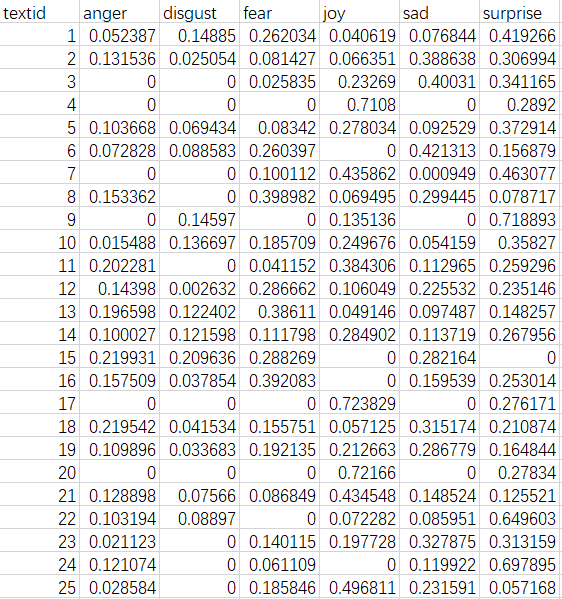 textid anger disgust fear joy sad surprise
1 0.052387 0.14885 0.262034 0.040619 0.076844 0.419266
2 0.131536 0.025054 0.081427 0.066351 0.388638 0.306994
3 0 0 0.025835 0.23269 0.40031 0.341165
4 0 0 0 0.7108 0 0.2892
5 0.103668 0.069434 0.08342 0.278034 0.092529 0.372914
6 0.072828 0.088583 0.260397 0 0.421313 0.156879
7 0 0 0.100112 0.435862 0.000949 0.463077
8 0.153362 0 0.398982 0.069495 0.299445 0.078717
9 0 0.14597 0 0.135136 0 0.718893
10 0.015488 0.136697 0.185709 0.249676 0.054159 0.35827
11 0.202281 0 0.041152 0.384306 0.112965 0.259296
12 0.14398 0.002632 0.286662 0.106049 0.225532 0.235146
13 0.196598 0.122402 0.38611 0.049146 0.097487 0.148257
14 0.100027 0.121598 0.111798 0.284902 0.113719 0.267956
15 0.219931 0.209636 0.288269 0 0.282164 0
16 0.157509 0.037854 0.392083 0 0.159539 0.253014
17 0 0 0 0.723829 0 0.276171
18 0.219542 0.041534 0.155751 0.057125 0.315174 0.210874
19 0.109896 0.033683 0.192135 0.212663 0.286779 0.164844
20 0 0 0 0.72166 0 0.27834
21 0.128898 0.07566 0.086849 0.434548 0.148524 0.125521
22 0.103194 0.08897 0 0.072282 0.085951 0.649603
23 0.021123 0 0.140115 0.197728 0.327875 0.313159
24 0.121074 0 0.061109 0 0.119922 0.697895
25 0.028584 0 0.185846 0.496811 0.231591 0.057168